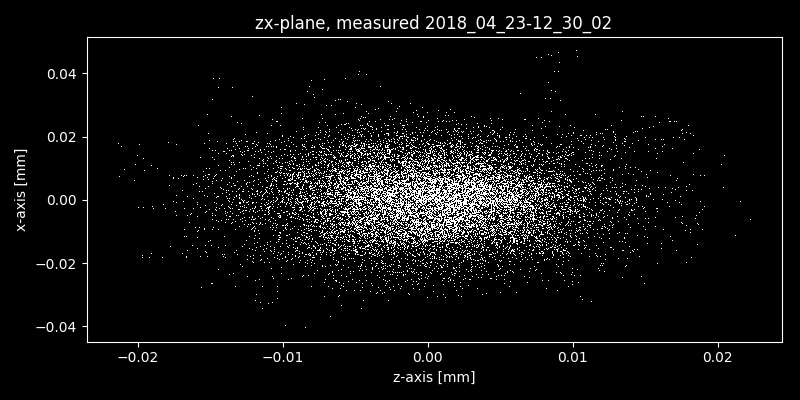 zx-plane, measured 2018_04_23-12_30_02
0.04
0.02
0.00
−0.02
−0.04
x-axis [mm]
−0.02 −0.01 0.00 0.01 0.02
z-axis [mm]